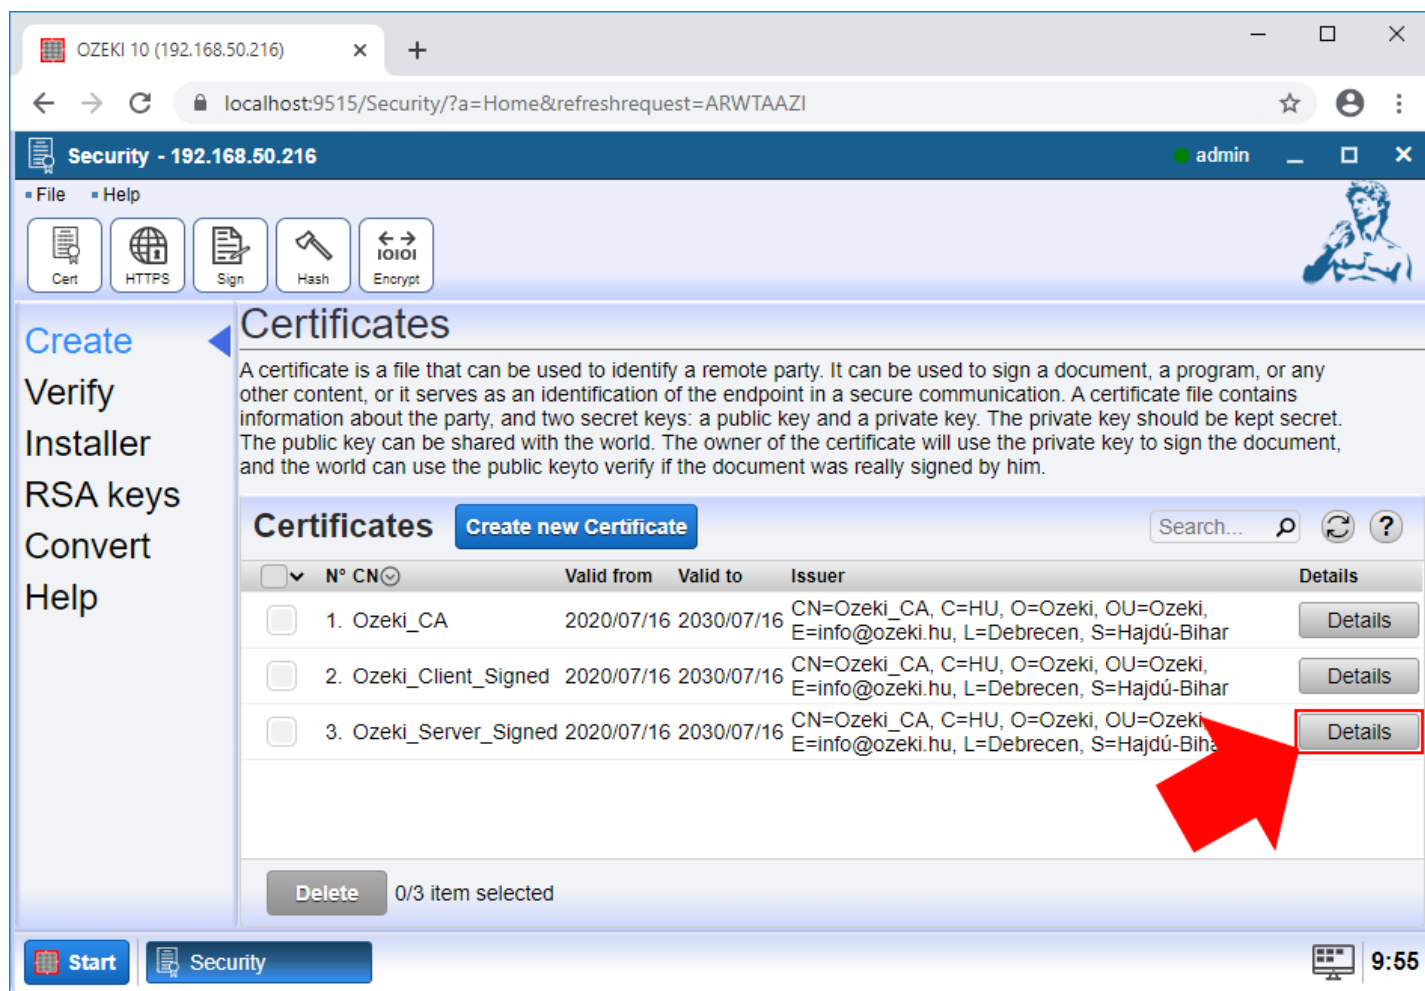 OZEKI 10 (192.168.50.216)
localhost:9515/Security/?a=Home&refreshrequest=ARWTAAZI
Security - 192.168.50.216
admin
File Help
Cert HTTPS Sign Hash Encrypt
IOIOI
Create
Verify
Installer
RSA keys
Convert
Help
Certificates
A certificate is a file that can be used to identify a remote party. It can be used to sign a document, a program, or any
other content, or it serves as an identification of the endpoint in a secure communication. A certificate file contains
information about the party, and two secret keys: a public key and a private key. The private key should be kept secret.
The public key can be shared with the world. The owner of the certificate will use the private key to sign the document,
and the world can use the public keyto verify if the document was really signed by him.
Certificates Create new Certificate Search... ?
N° CN Valid from Valid to Issuer Details
1. Ozeki_CA 2020/07/16 2030/07/16 CN=Ozeki_CA, C=HU, O=Ozeki, OU=Ozeki, Details
E=info@ozeki.hu, L=Debrecen, S=Hajdú-Bihar
2. Ozeki_Client_Signed 2020/07/16 2030/07/16 CN=Ozeki_CA, C=HU, O=Ozeki, OU=Ozeki, Details
E=info@ozeki.hu, L=Debrecen, S=Hajdú-Bihar
3. Ozeki_Server_Signed 2020/07/16 2030/07/16 CN=Ozeki_CA, C=HU, O=Ozeki, OU=Ozeki Details
E=info@ozeki.hu, L=Debrecen, S=Hajdú-Biha
Delete 0/3 item selected
Start Security 9:55